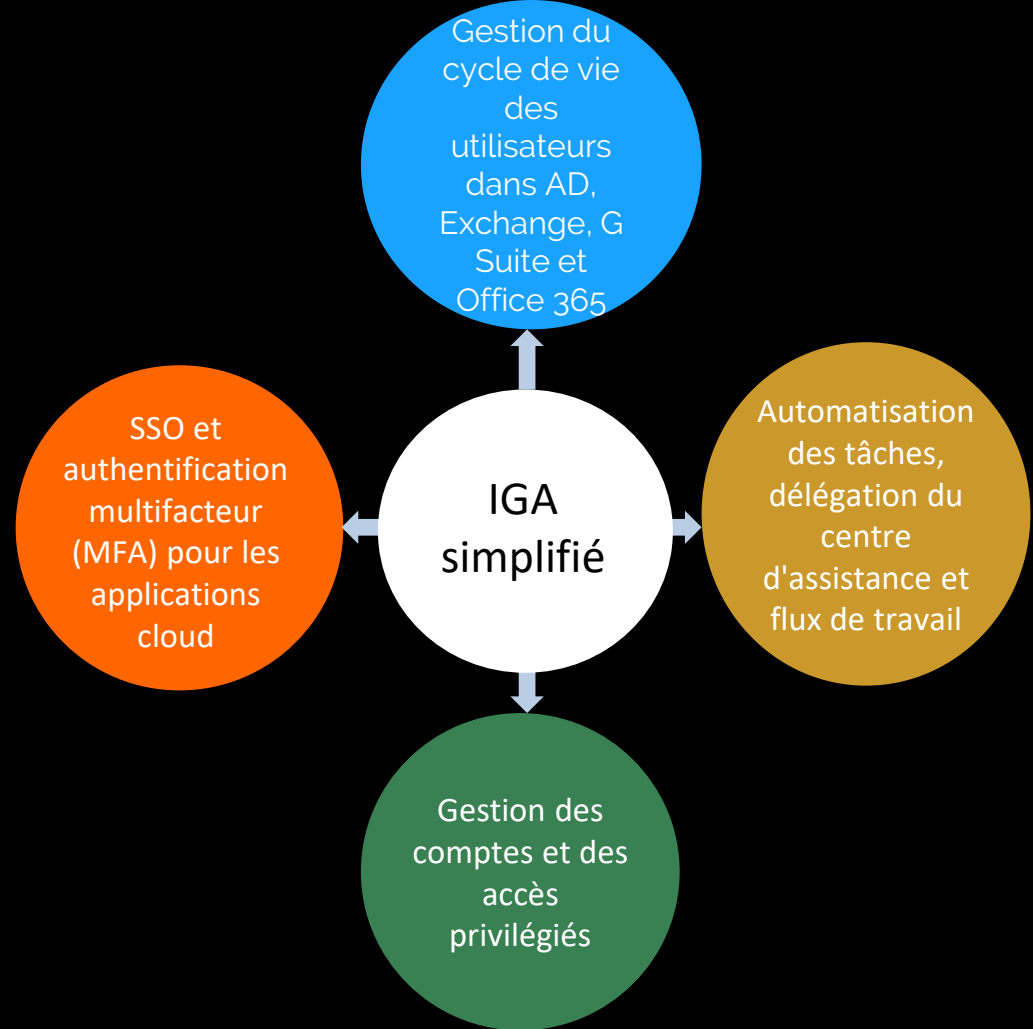 Gestion du
cycle de vie
des
utilisateurs
dans AD,
Exchange, G
Suite et
Office 365
SSO et
authentification
multifacteur
(MFA) pour les
applications
cloud
IGA
simplifié
Automatisation
des tâches,
délégation du
centre
d'assistance et
flux de travail
Gestion des
comptes et des
accès
privilégiés